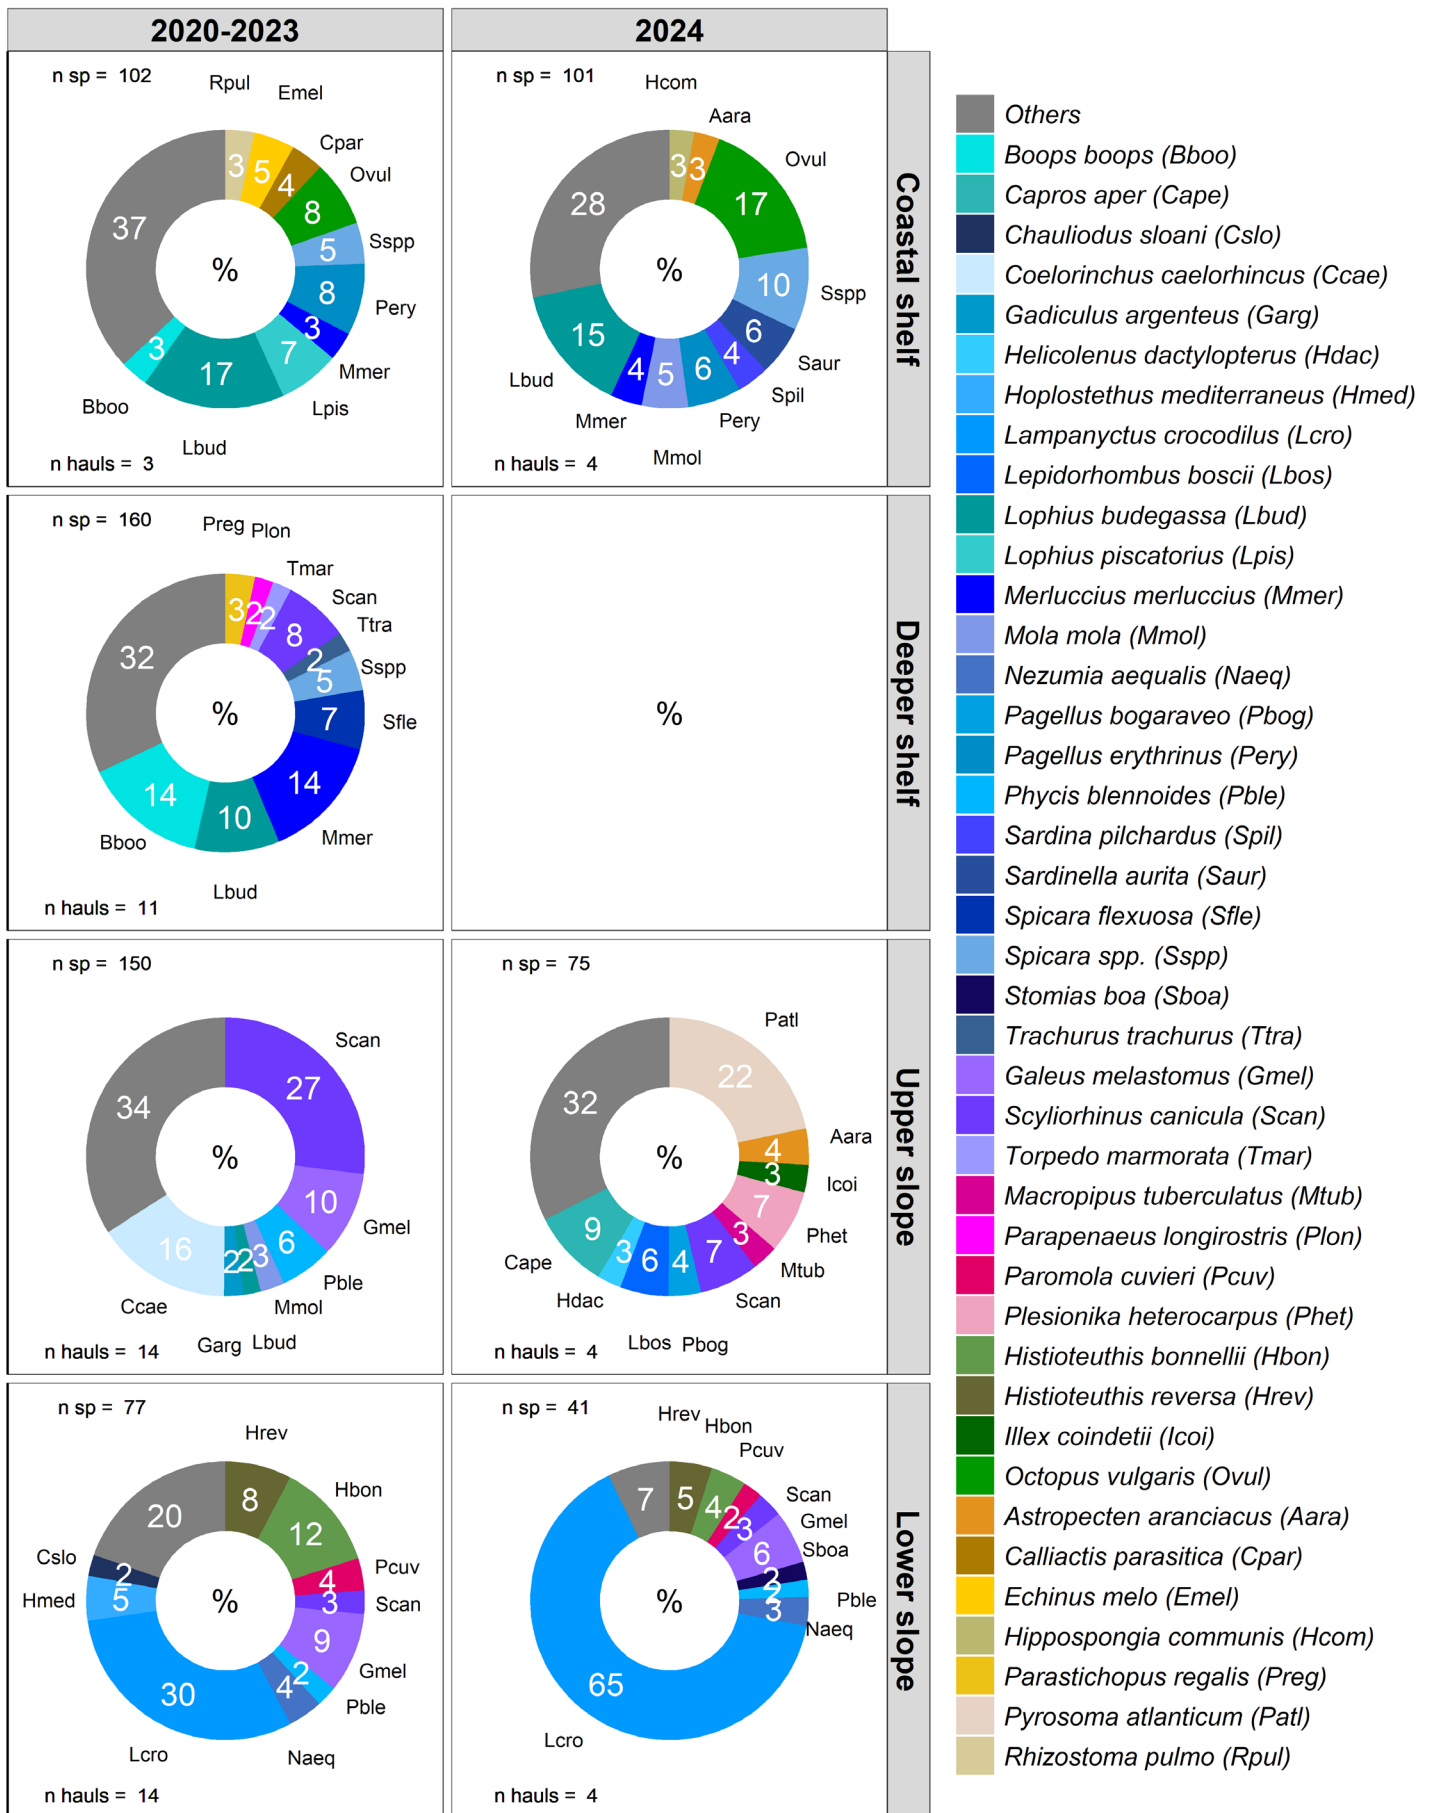 2020-2023
2024
n sp = 102
Rpul
Emel
Cpar
Ovul
Sspp
Pery
Mmer
Lpis
Lbud
Bboo
3
5
4
8
5
8
3
7
17
3
37
%
n hauls = 3
n sp = 101
Hcom
Aara
Ovul
Sspp
Saur
Spil
Pery
Mmol
Mmer
Lbud
3
3
17
10
6
4
6
5
4
15
28
%
n hauls = 4
Coastal shelf
n sp = 160
Preg
Plon
Tmar
Scan
Ttra
Sspp
Sfle
Mmer
Lbud
Bboo
3
2
2
8
2
5
7
14
10
14
32
%
n hauls = 11
%
Deeper shelf
n sp = 150
Scan
Gmel
Pble
Mmol
Lbud
Garg
Ccae
27
10
6
3
2
2
16
34
%
n hauls = 14
n sp = 75
Patl
Aara
Icoi
Phet
Mtub
Scan
Pbog
Lbos
Hdac
Cape
22
4
3
7
3
7
4
6
3
9
32
%
n hauls = 4
Upper slope
n sp = 77
Hrev
Hbon
Pcuv
Scan
Gmel
Pble
Naeq
Lcro
Hmed
Cslo
8
12
4
3
9
2
4
30
5
2
20
%
n hauls = 14
n sp = 41
Hrev
Hbon
Pcuv
Scan
Gmel
Sboa
Pble
Naeq
Lcro
5
4
2
3
6
2
2
3
65
7
%
n hauls = 4
Lower slope
Others
Boops boops (Bboo)
Capros aper (Cape)
Chauliodus sloani (Cslo)
Coelorinchus caelorhincus (Ccae)
Gadiculus argenteus (Garg)
Helicolenus dactylopterus (Hdac)
Hoplostethus mediterraneus (Hmed)
Lampanyctus crocodilus (Lcro)
Lepidorhombus boscii (Lbos)
Lophius budegassa (Lbud)
Lophius piscatorius (Lpis)
Merluccius merluccius (Mmer)
Mola mola (Mmol)
Nezumia aequalis (Naeq)
Pagellus bogaraveo (Pbog)
Pagellus erythrinus (Pery)
Phycis blennoides (Pble)
Sardina pilchardus (Spil)
Sardinella aurita (Saur)
Spicara flexuosa (Sfle)
Spicara spp. (Sspp)
Stomias boa (Sboa)
Trachurus trachurus (Ttra)
Galeus melastomus (Gmel)
Scyliorhinus canicula (Scan)
Torpedo marmorata (Tmar)
Macropipus tuberculatus (Mtub)
Parapenaeus longirostris (Plon)
Paromola cuvieri (Pcuv)
Plesionika heterocarpus (Phet)
Histioteuthis bonnellii (Hbon)
Histioteuthis reversa (Hrev)
Illex coindetii (Icoi)
Octopus vulgaris (Ovul)
Astropecten aranciacus (Aara)
Calliactis parasitica (Cpar)
Echinus melo (Emel)
Hippospongia communis (Hcom)
Parastichopus regalis (Preg)
Pyrosoma atlanticum (Patl)
Rhizostoma pulmo (Rpul)